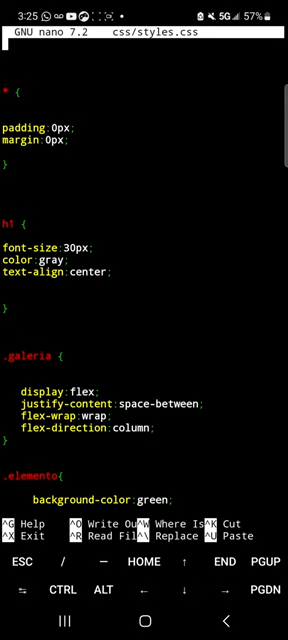 3:25 5G 57%
GNU nano 7.2 css/styles.css
* {
padding:0px;
margin:0px;
}
h1 {
font-size:30px;
color:gray;
text-align:center;
}
.galeria {
display:flex;
justify-content:space-between;
flex-wrap:wrap;
flex-direction:column;
}
.elemento{
background-color:green;
^G Help ^O Write Ou^W Where Is^K Cut
^X Exit ^R Read Fil^\ Replace ^U Paste
ESC / — HOME ↑ END PGUP
⇆ CTRL ALT ← ↓ → PGDN